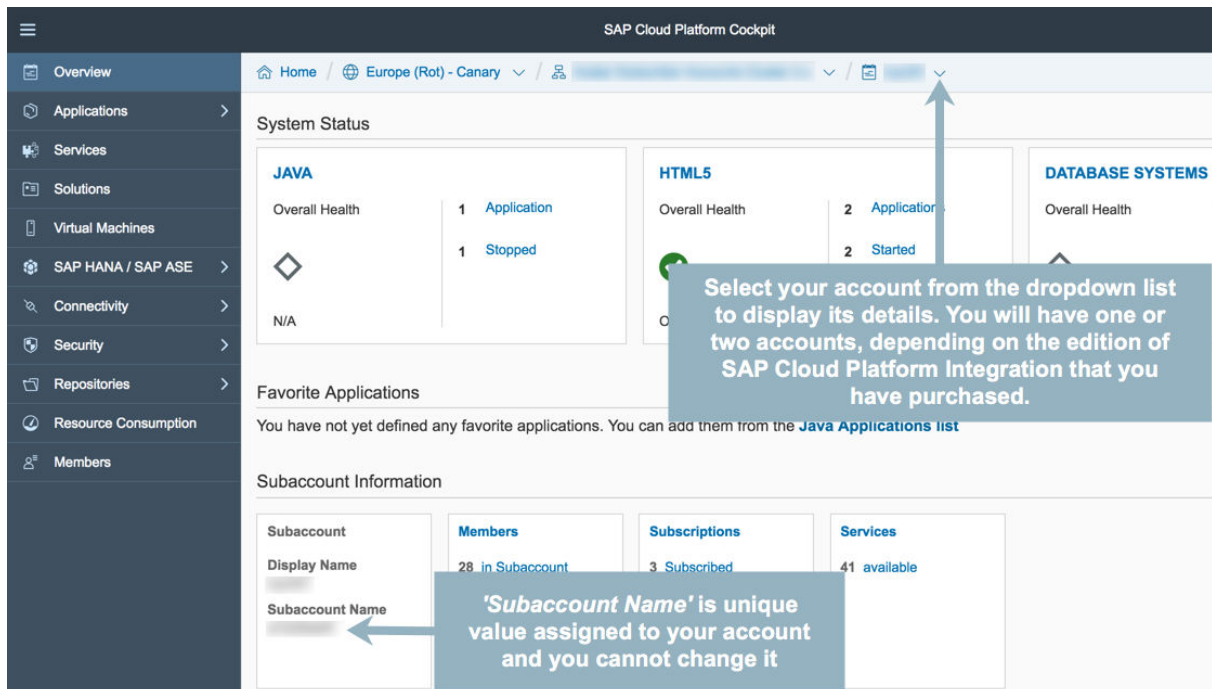 SAP Cloud Platform Cockpit
Overview
Applications
Services
Solutions
Virtual Machines
SAP HANA / SAP ASE
Connectivity
Security
Repositories
Resource Consumption
Members
Home / Europe (Rot) - Canary / /
System Status
JAVA
Overall Health
N/A
1 Application
1 Stopped
HTML5
Overall Health
2 Application
2 Started
DATABASE SYSTEMS
Overall Health
Select your account from the dropdown list
to display its details. You will have one or
two accounts, depending on the edition of
SAP Cloud Platform Integration that you
have purchased.
Favorite Applications
You have not yet defined any favorite applications. You can add them from the Java Applications list
Subaccount Information
Subaccount
Display Name
Subaccount Name
Members
28 in Subaccount
Subscriptions
3 Subscribed
Services
41 available
'Subaccount Name' is unique
value assigned to your account
and you cannot change it